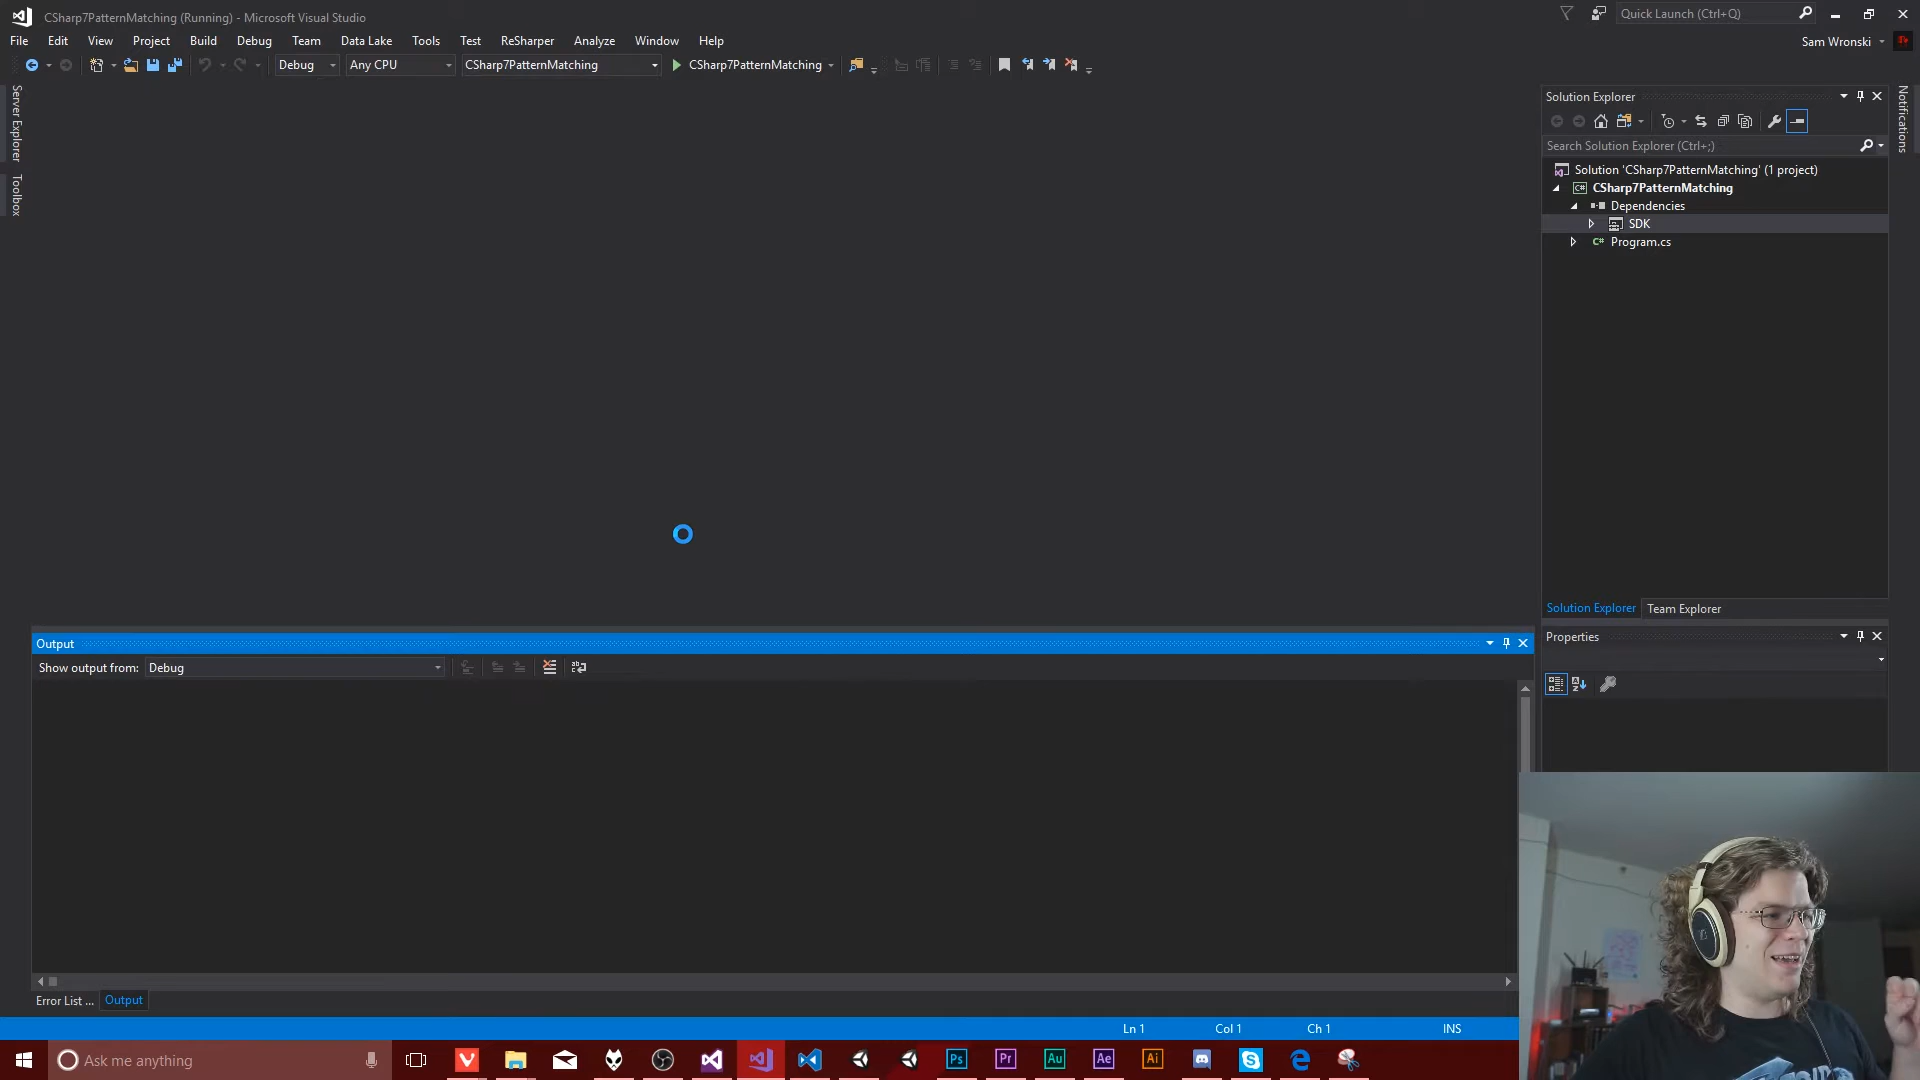 CSharp7PatternMatching (Running) - Microsoft Visual Studio
Quick Launch (Ctrl+Q)
File Edit View Project Build Debug Team Data Lake Tools Test ReSharper Analyze Window Help
Sam Wronski
Debug Any CPU CSharp7PatternMatching CSharp7PatternMatching
Server Explorer
Toolbox
Solution Explorer
Notifications
Search Solution Explorer (Ctrl+;)
Solution 'CSharp7PatternMatching' (1 project)
C# CSharp7PatternMatching
Dependencies
SDK
C# Program.cs
Solution Explorer Team Explorer
Output
Properties
Show output from: Debug
Error List ... Output
Ln 1 Col 1 Ch 1 INS
Ask me anything
Ps Pr Au Ae Ai